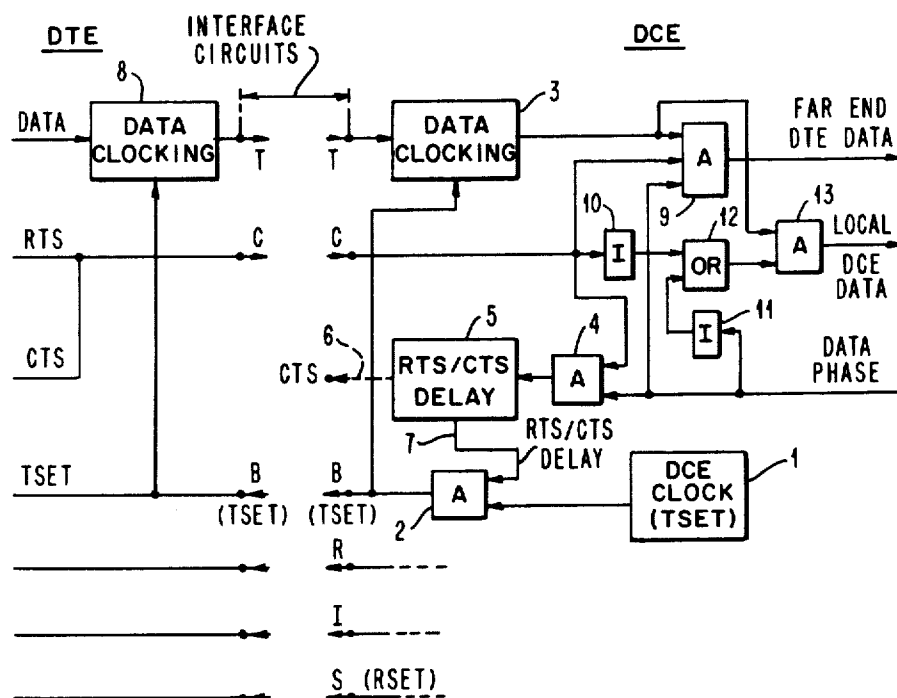 DTE
INTERFACE
CIRCUITS
DCE
8
3
DATA
DATA
CLOCKING
T
T
DATA
CLOCKING
A
9
FAR END
DTE DATA
10
12
13
RTS
C
C
I
OR
A
LOCAL
DCE
DATA
I
11
CTS
CTS
6
5
RTS/CTS
DELAY
4
A
DATA
PHASE
7
RTS/CTS
DELAY
TSET
B
(TSET)
B
(TSET)
A
2
DCE
CLOCK
(TSET)
1
R
I
S (RSET)